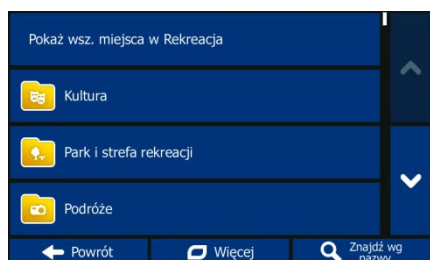 Pokaż wsz. miejsca w Rekreacja
Kultura
Park i strefa rekreacji
Podróże
Powrót
Więcej
Znajdź wg
nazwy